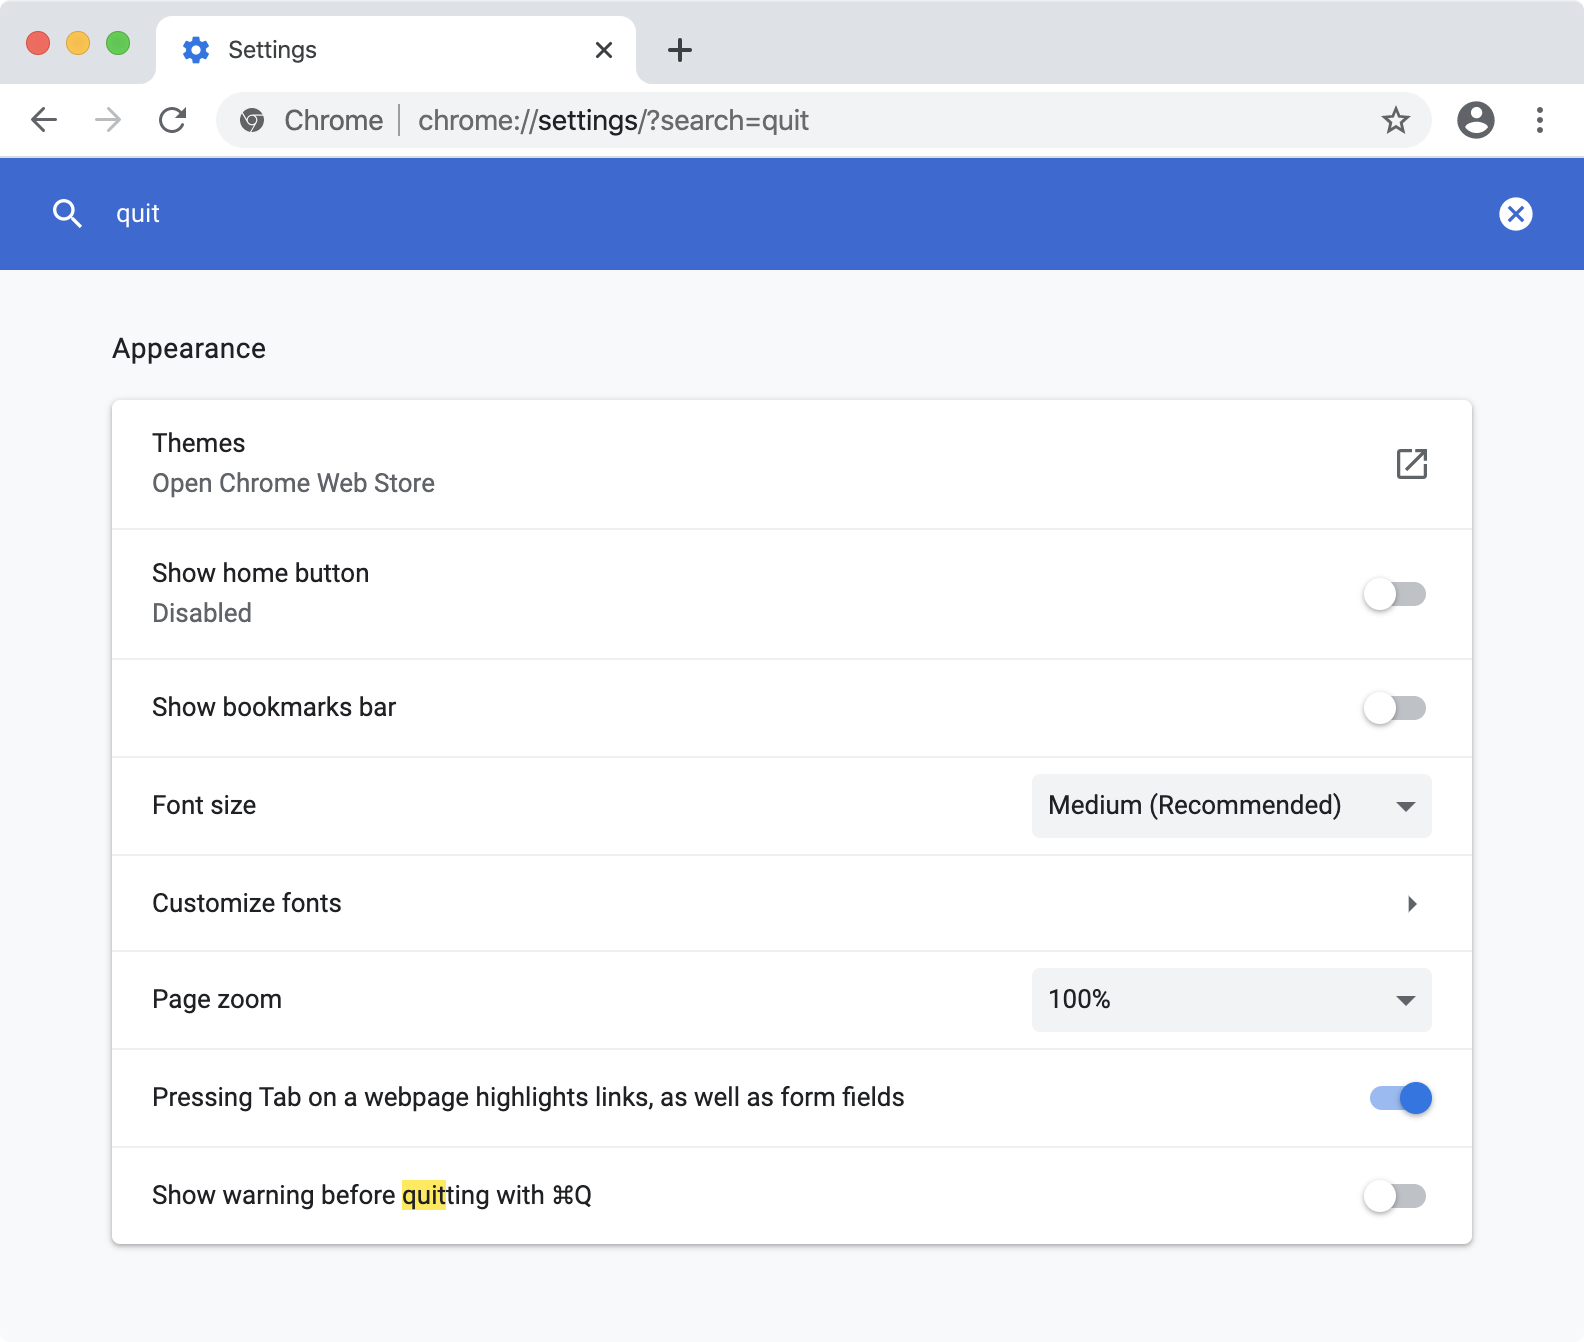 Settings
Chrome chrome://settings/?search=quit
quit
Appearance
Themes
Open Chrome Web Store
Show home button
Disabled
Show bookmarks bar
Font size Medium (Recommended)
Customize fonts
Page zoom 100%
Pressing Tab on a webpage highlights links, as well as form fields
Show warning before quitting with ⌘Q